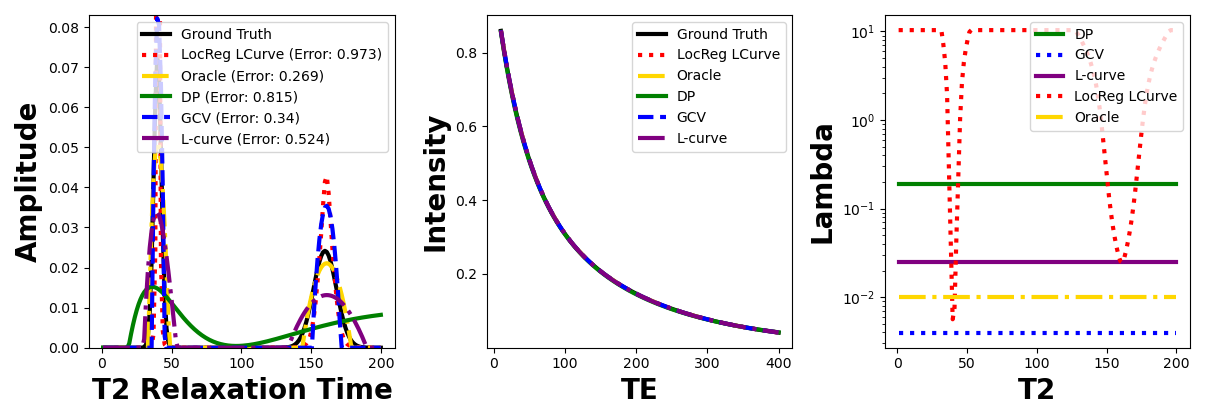 Amplitude
0.08
0.07
0.06
0.05
0.04
0.03
0.02
0.01
0.00
0 50 100 150 200
T2 Relaxation Time
Ground Truth
LocReg LCurve (Error: 0.973)
Oracle (Error: 0.269)
DP (Error: 0.815)
GCV (Error: 0.34)
L-curve (Error: 0.524)
Intensity
0.8
0.6
0.4
0.2
0 100 200 300 400
TE
Ground Truth
LocReg LCurve
Oracle
DP
GCV
L-curve
Lambda
10¹
10⁰
10⁻¹
10⁻²
0 50 100 150 200
T2
DP
GCV
L-curve
LocReg LCurve
Oracle